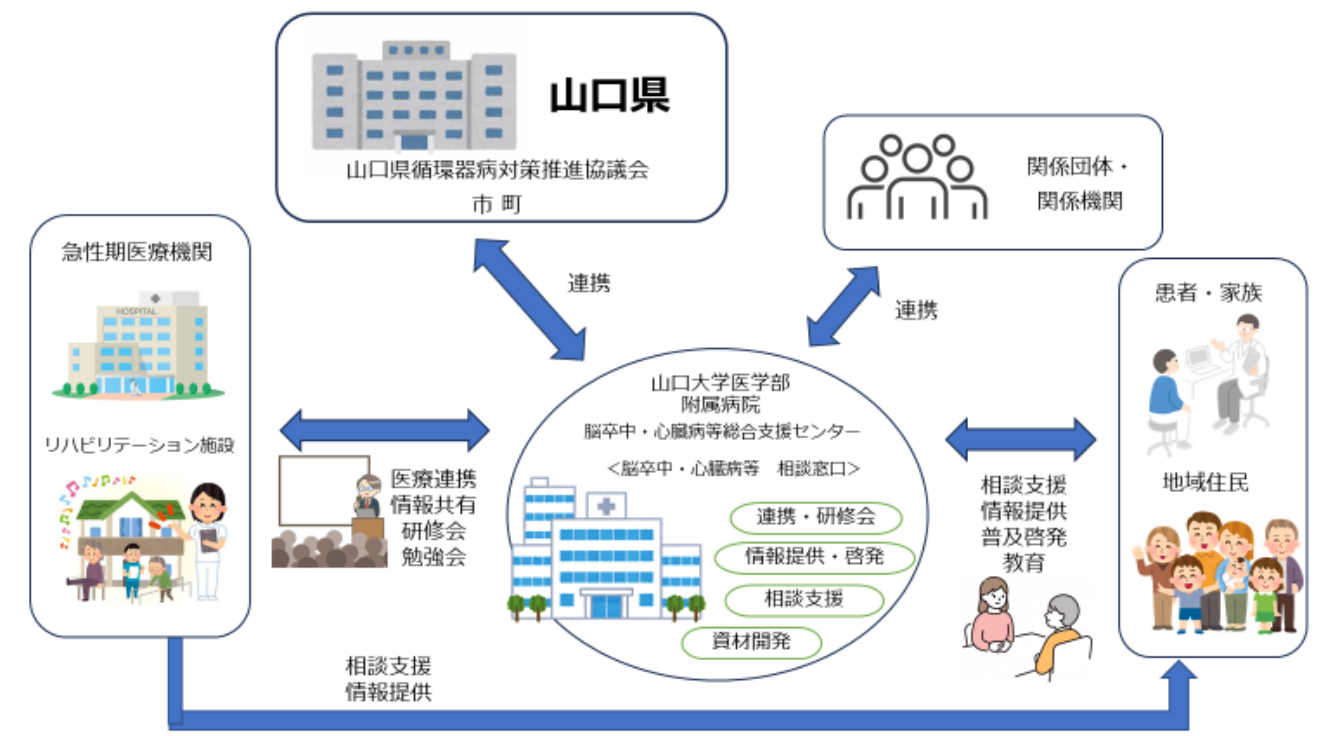 山口県
山口県循環器病対策推進協議会
市 町
関係団体・
関係機関
急性期医療機関
HOSPITAL
リハビリテーション施設
連携
連携
患者・家族
地域住民
山口大学医学部
附属病院
脳卒中・心臓病等総合支援センター
<脳卒中・心臓病等 相談窓口>
連携・研修会
情報提供・啓発
相談支援
資材開発
医療連携
情報共有
研修会
勉強会
相談支援
情報提供
普及啓発
教育
相談支援
情報提供